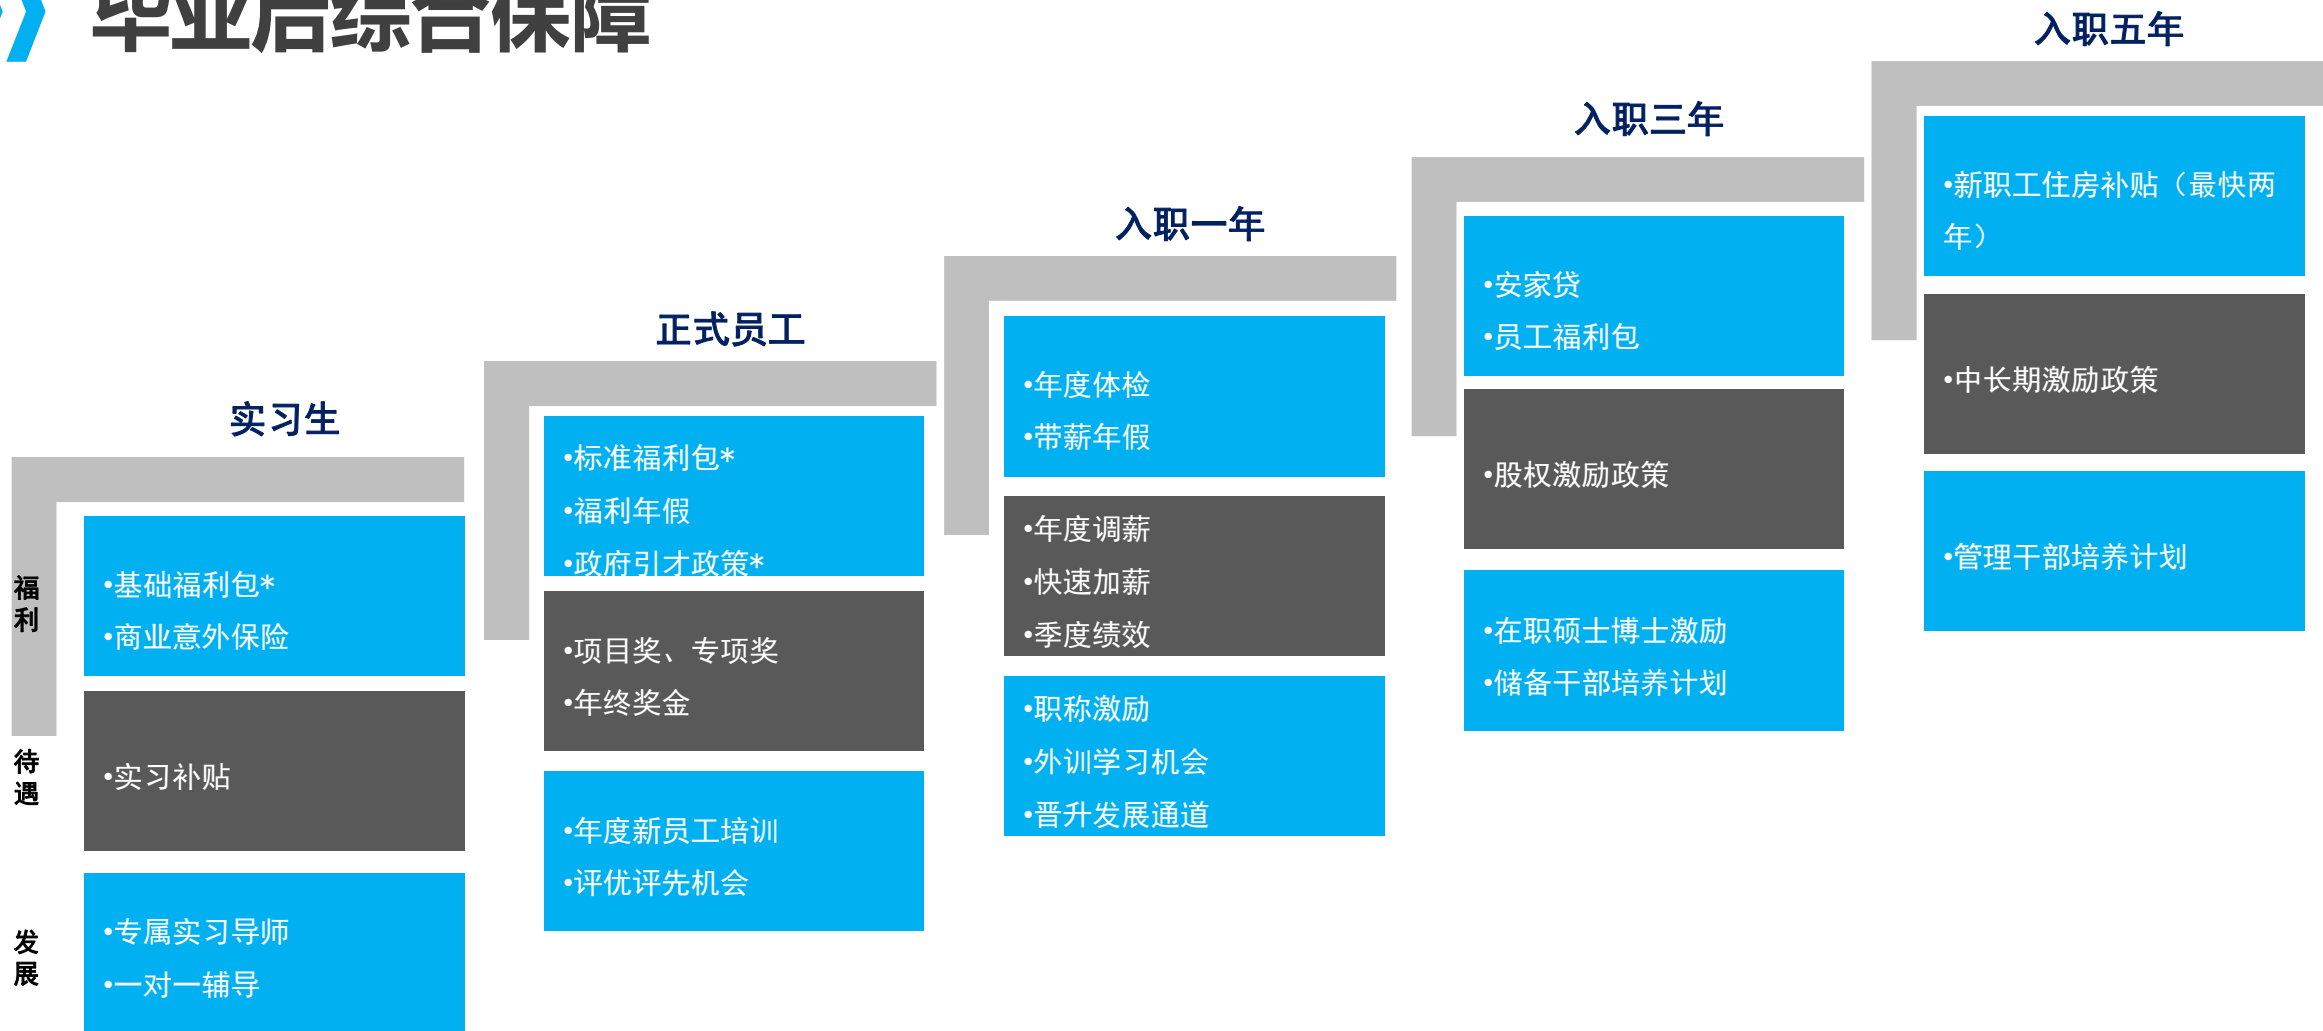 毕业后综合保障
实习生
福
利
•基础福利包*
•商业意外保险
待
遇
•实习补贴
发
展
•专属实习导师
•一对一辅导
正式员工
•标准福利包*
•福利年假
•政府引才政策*
•项目奖、专项奖
•年终奖金
•年度新员工培训
•评优评先机会
入职一年
•年度体检
•带薪年假
•年度调薪
•快速加薪
•季度绩效
•职称激励
•外训学习机会
•晋升发展通道
入职三年
•安家贷
•员工福利包
•股权激励政策
•在职硕士博士激励
•储备干部培养计划
入职五年
•新职工住房补贴（最快两
年）
•中长期激励政策
•管理干部培养计划